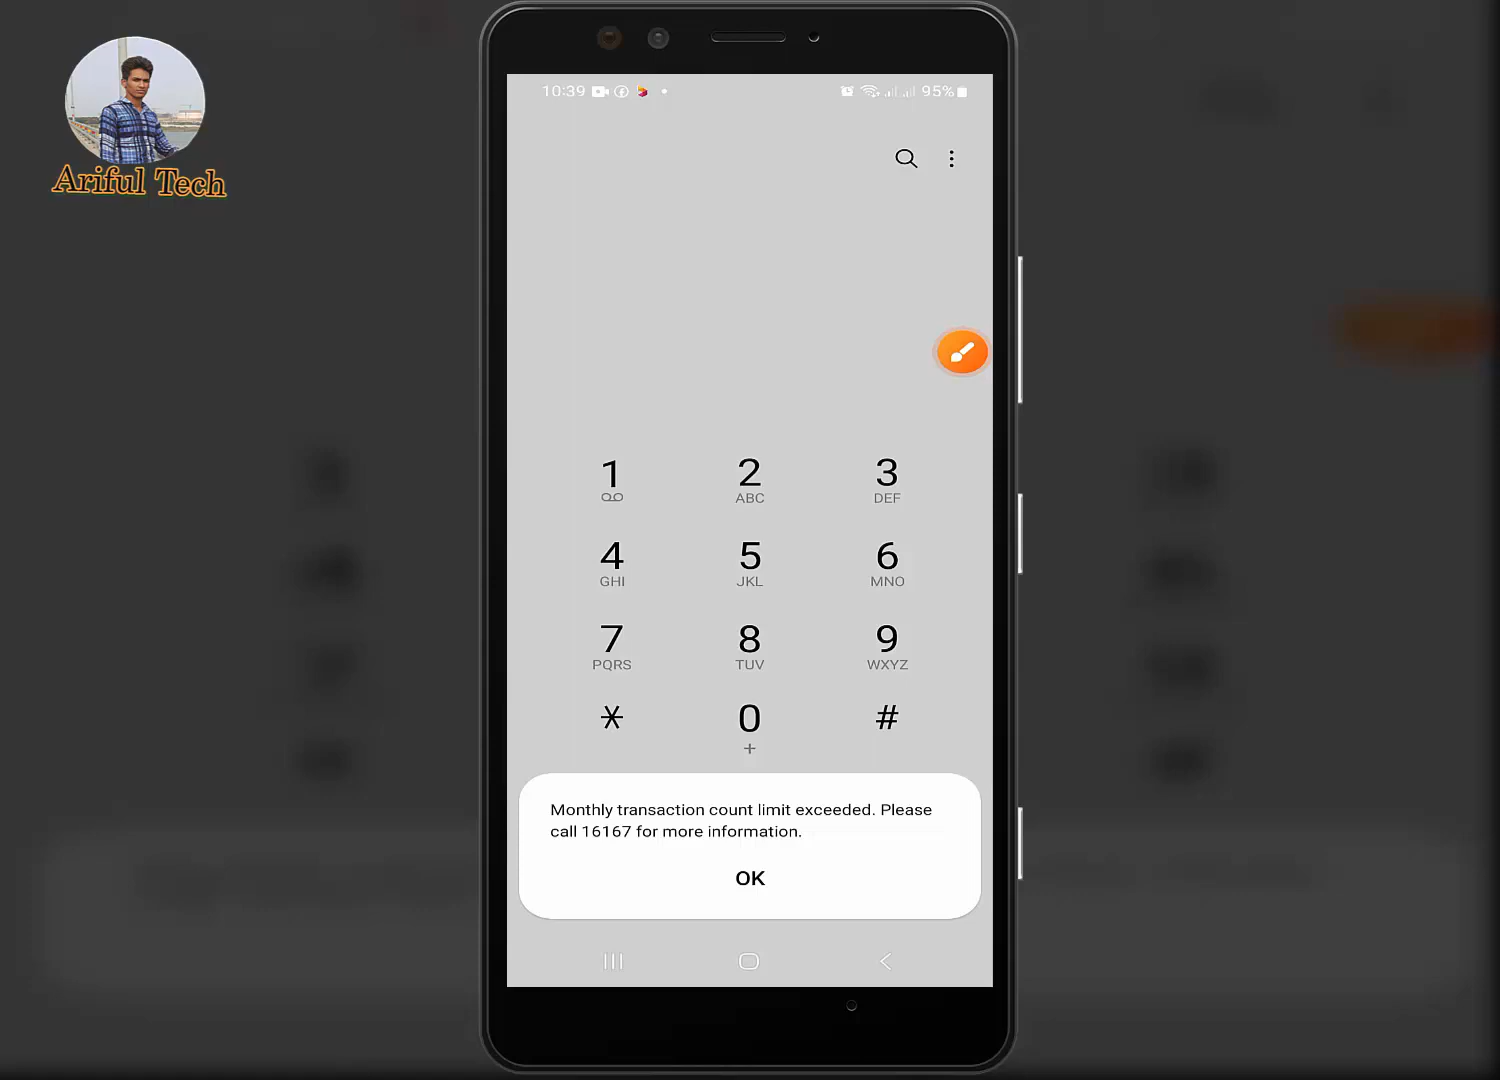 Ariful Tech
10:39
95%
1
2
ABC
3
DEF
4
GHI
5
JKL
6
MNO
7
PQRS
8
TUV
9
WXYZ
*
0
+
#
Monthly transaction count limit exceeded. Please
call 16167 for more information.
OK